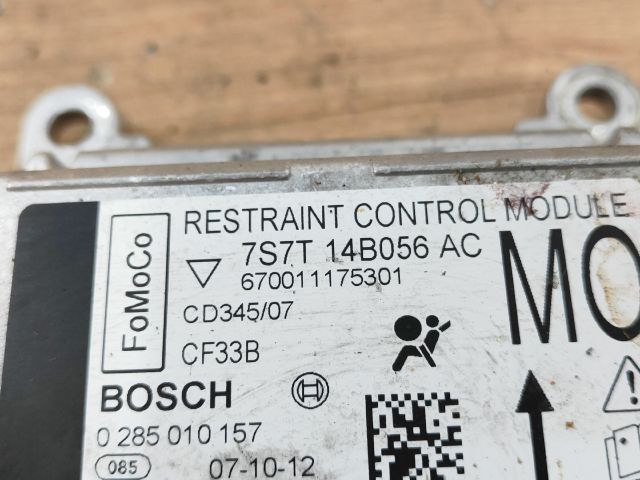 FoMoCo
RESTRAINT CONTROL MODULE
7S7T 14B056 AC
670011175301
CD345/07
CF33B
MO
BOSCH
0 285 010 157
085
07-10-12